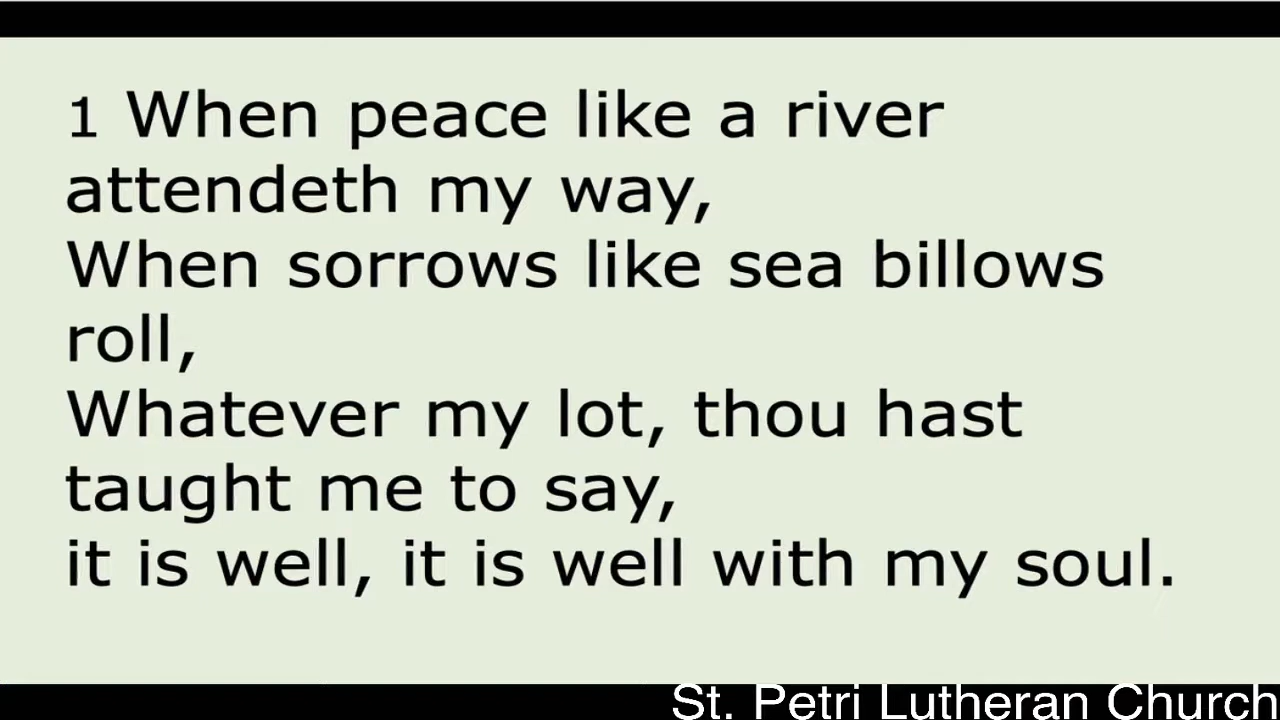 1 When peace like a river
attendeth my way,
When sorrows like sea billows
roll,
Whatever my lot, thou hast
taught me to say,
it is well, it is well with my soul.
St. Petri Lutheran Church